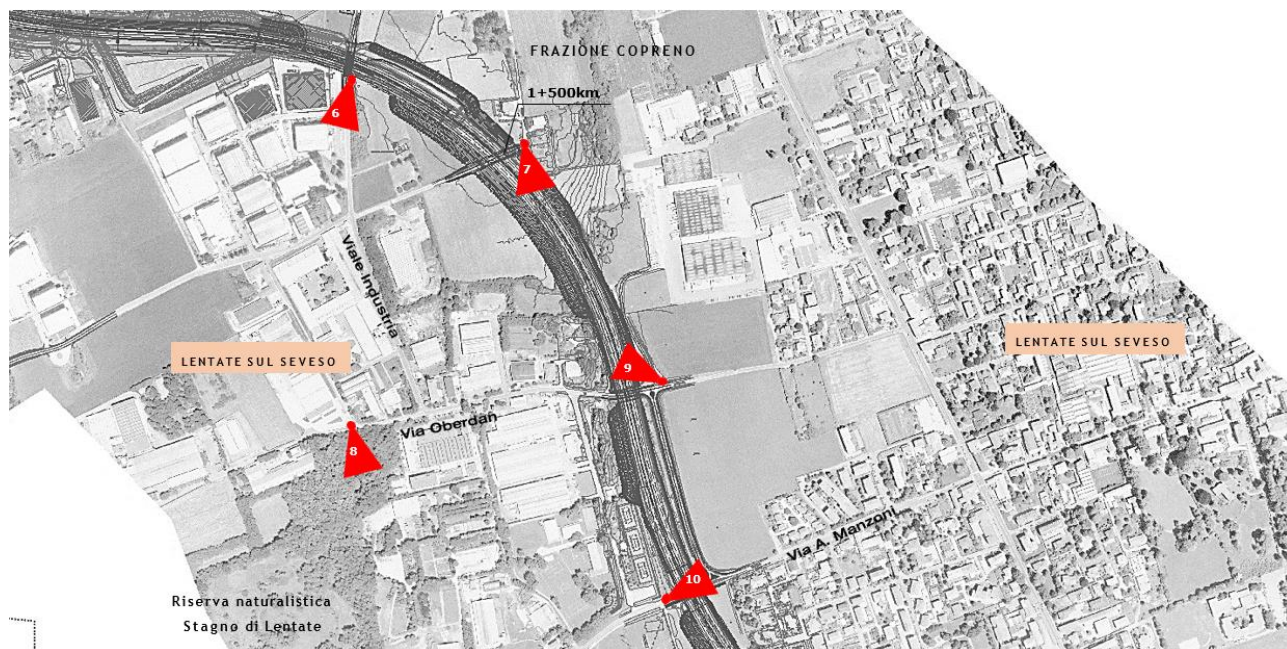 FRAZIONE COPRENO
1+500km
6
7
Viale Industria
LENTATE SUL SEVESO
LENTATE SUL SEVESO
9
Via Oberdan
8
Via A. Manzoni
10
Riserva naturalistica
Stagno di Lentate